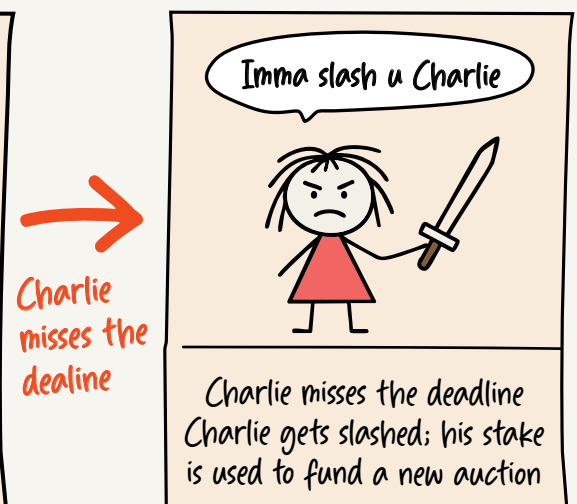 Imma slash u Charlie
Charlie
misses the
dealine
Charlie misses the deadline
Charlie gets slashed; his stake
is used to fund a new auction